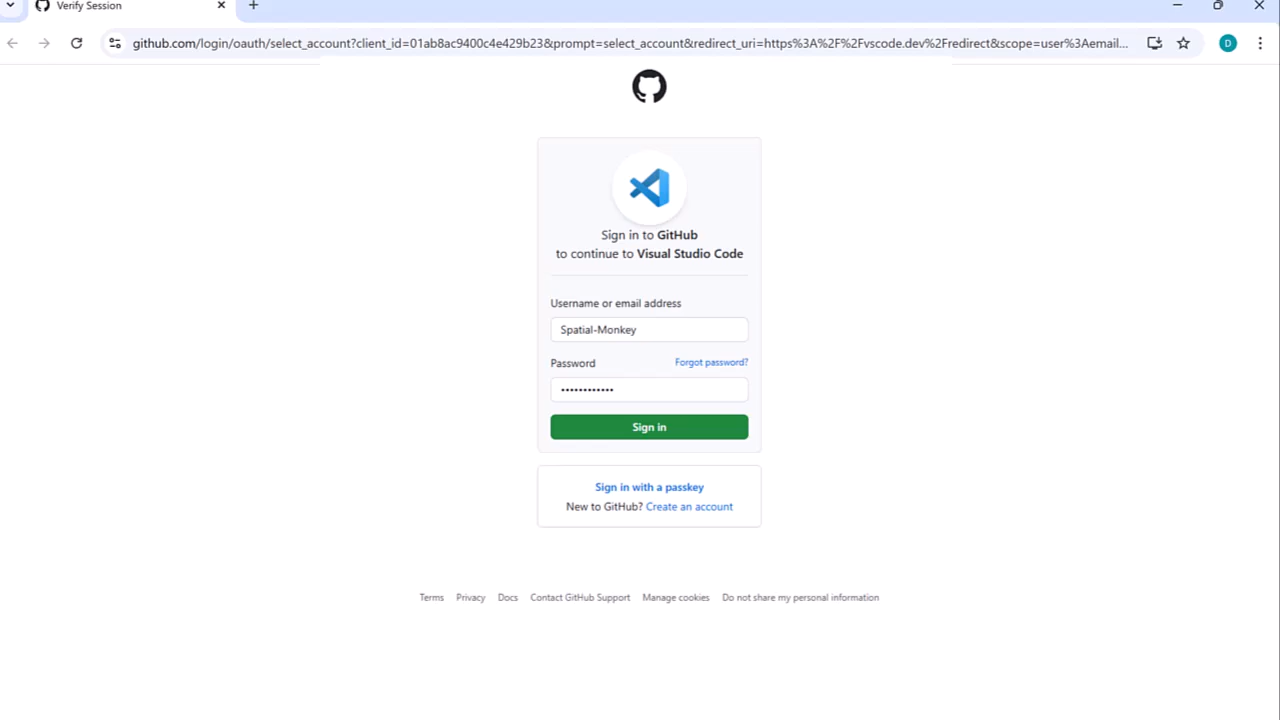 Verify Session
github.com/login/oauth/select_account?client_id=01ab8ac9400c4e429b23&prompt=select_account&redirect_uri=https%3A%2F%2Fvscode.dev%2Fredirect&scope=user%3Aemail...
D
Sign in to GitHub
to continue to Visual Studio Code
Username or email address
Spatial-Monkey
Password Forgot password?
••••••••••••
Sign in
Sign in with a passkey
New to GitHub? Create an account
Terms Privacy Docs Contact GitHub Support Manage cookies Do not share my personal information